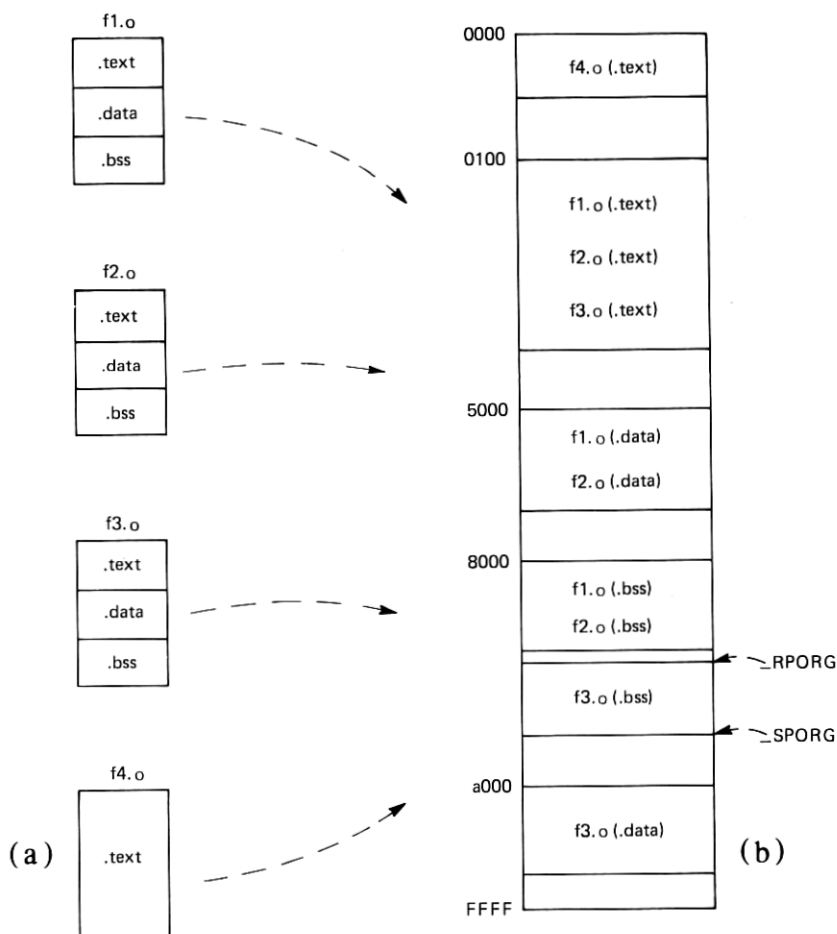 f1.o
.text
.data
.bss
f2.o
.text
.data
.bss
f3.o
.text
.data
.bss
f4.o
.text
(a)
0000
f4.o (.text)
0100
f1.o (.text)
f2.o (.text)
f3.o (.text)
5000
f1.o (.data)
f2.o (.data)
8000
f1.o (.bss)
f2.o (.bss)
_RPORG
f3.o (.bss)
_SPORG
a000
f3.o (.data)
(b)
FFFF